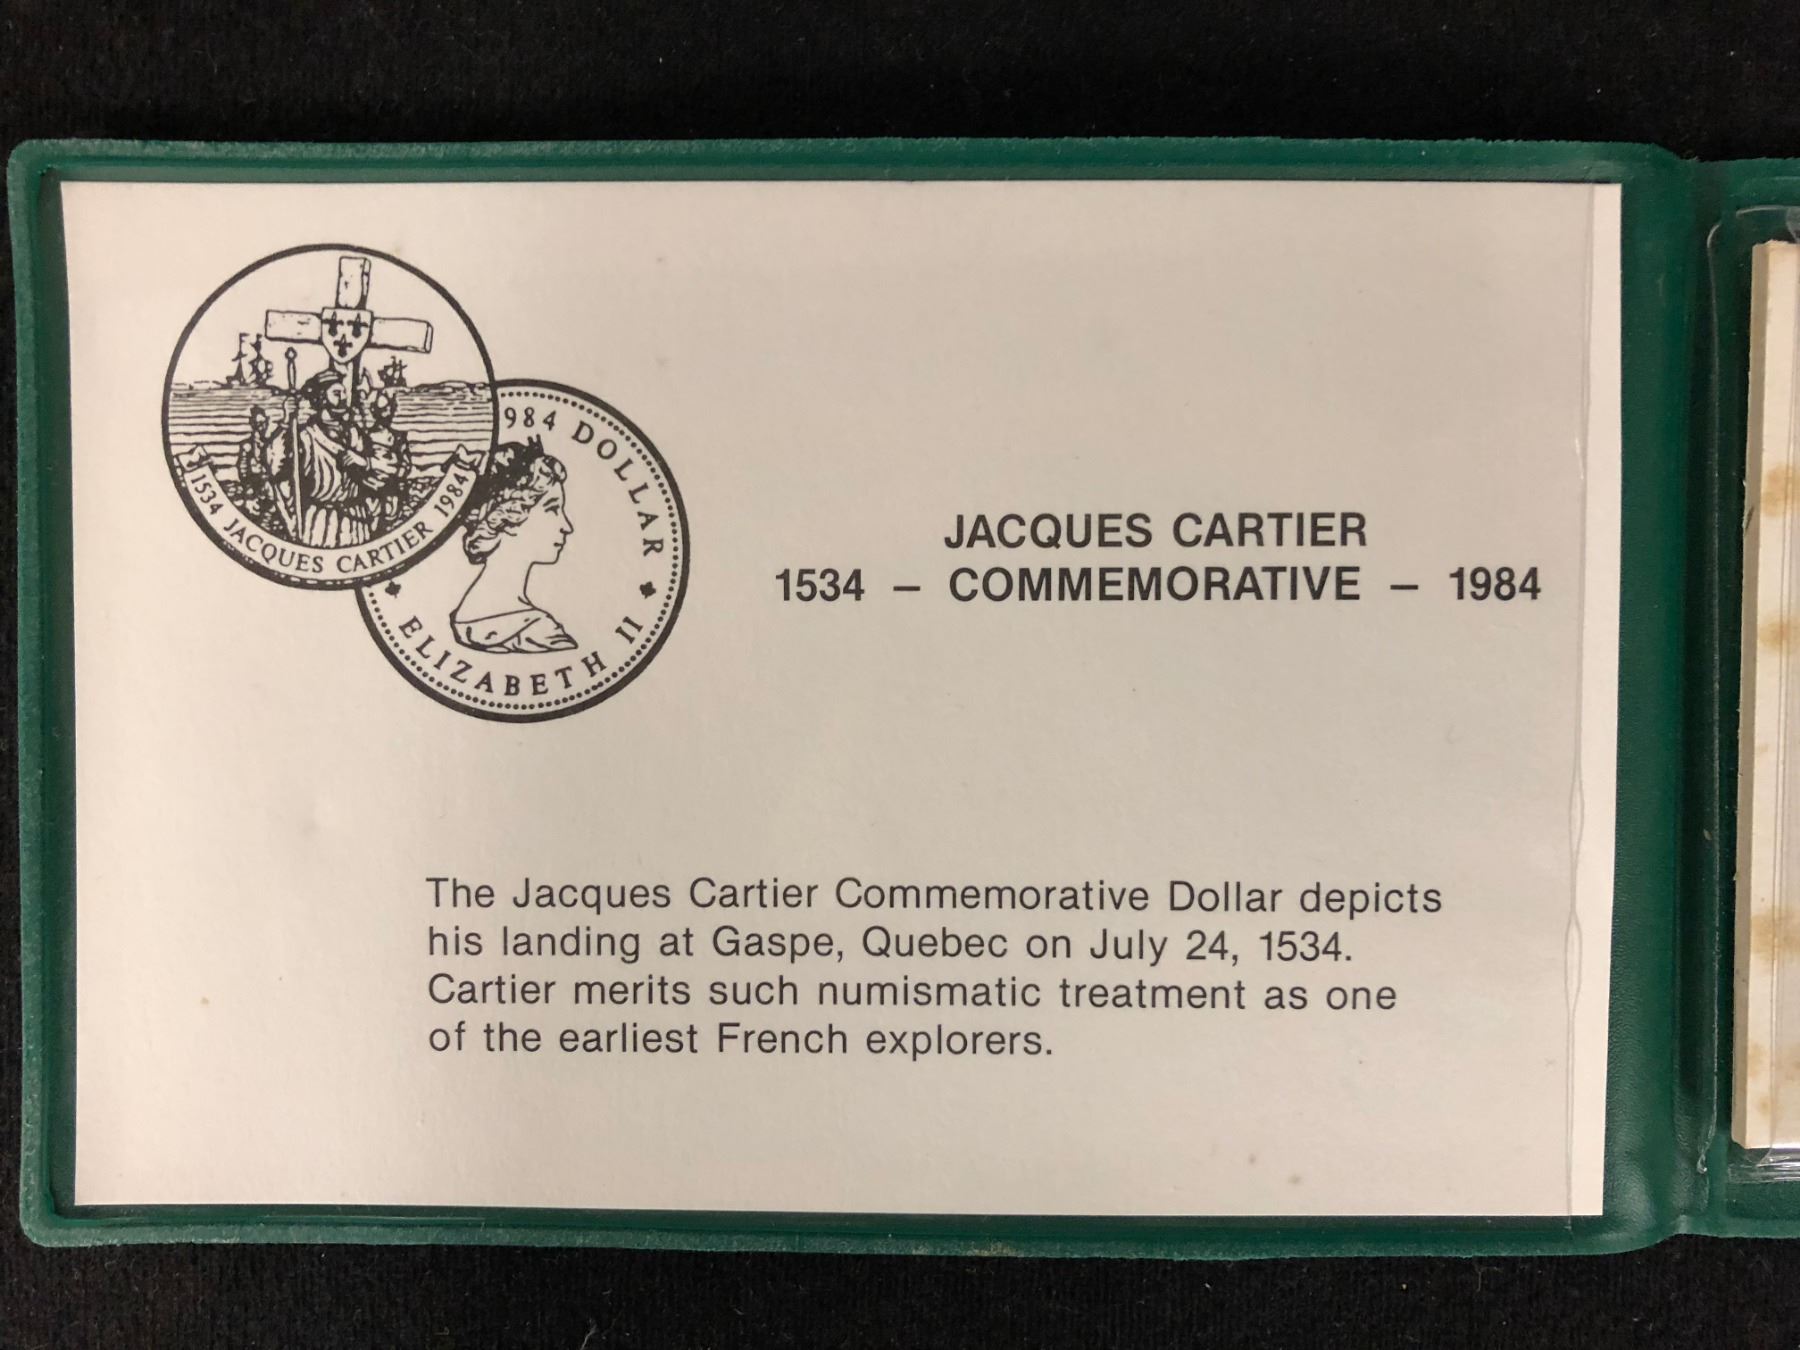 1534 JACQUES CARTIER 1984
984 DOLLAR
ELIZABETH II
JACQUES CARTIER
1534 – COMMEMORATIVE – 1984
The Jacques Cartier Commemorative Dollar depicts
his landing at Gaspe, Quebec on July 24, 1534.
Cartier merits such numismatic treatment as one
of the earliest French explorers.